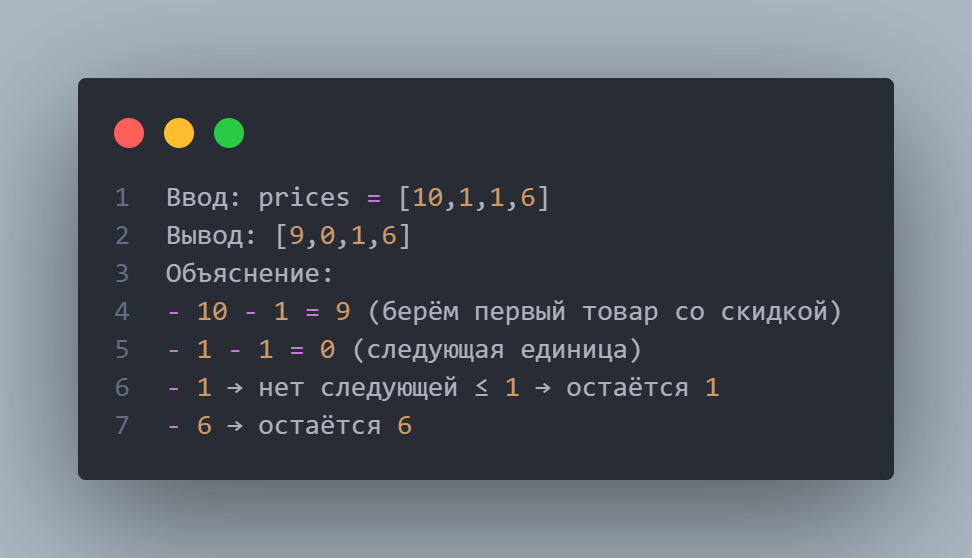 1 Ввод: prices = [10,1,1,6]
2 Вывод: [9,0,1,6]
3 Объяснение:
4 - 10 - 1 = 9 (берём первый товар со скидкой)
5 - 1 - 1 = 0 (следующая единица)
6 - 1 → нет следующей ≤ 1 → остаётся 1
7 - 6 → остаётся 6